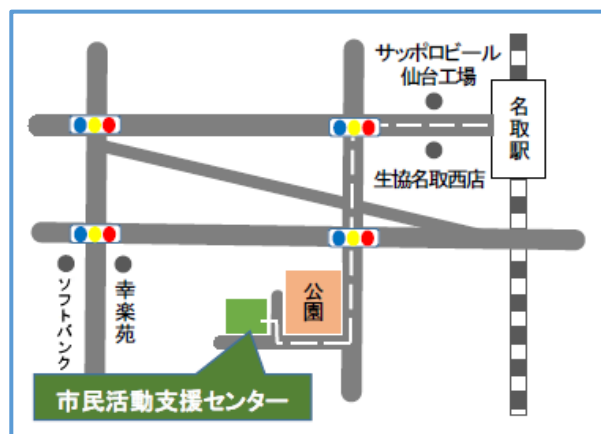 サッポロビール
仙台工場
名取駅
生協名取西店
ソフトバンク
幸楽苑
公園
市民活動支援センター